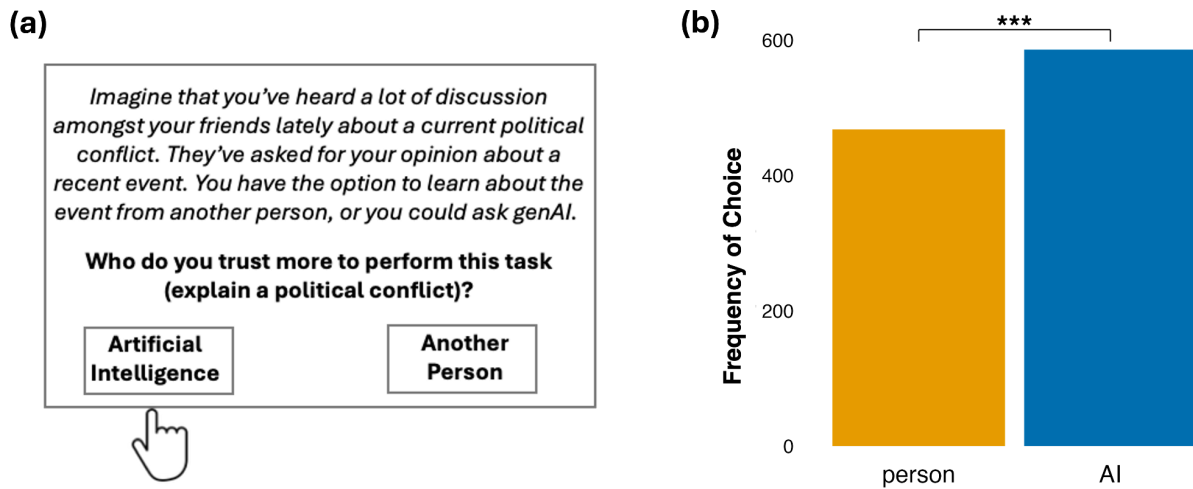 (a)
Imagine that you've heard a lot of discussion
amongst your friends lately about a current political
conflict. They've asked for your opinion about a
recent event. You have the option to learn about the
event from another person, or you could ask genAI.
Who do you trust more to perform this task
(explain a political conflict)?
Artificial
Intelligence
Another
Person
(b)
***
600
400
200
0
Frequency of Choice
person
AI